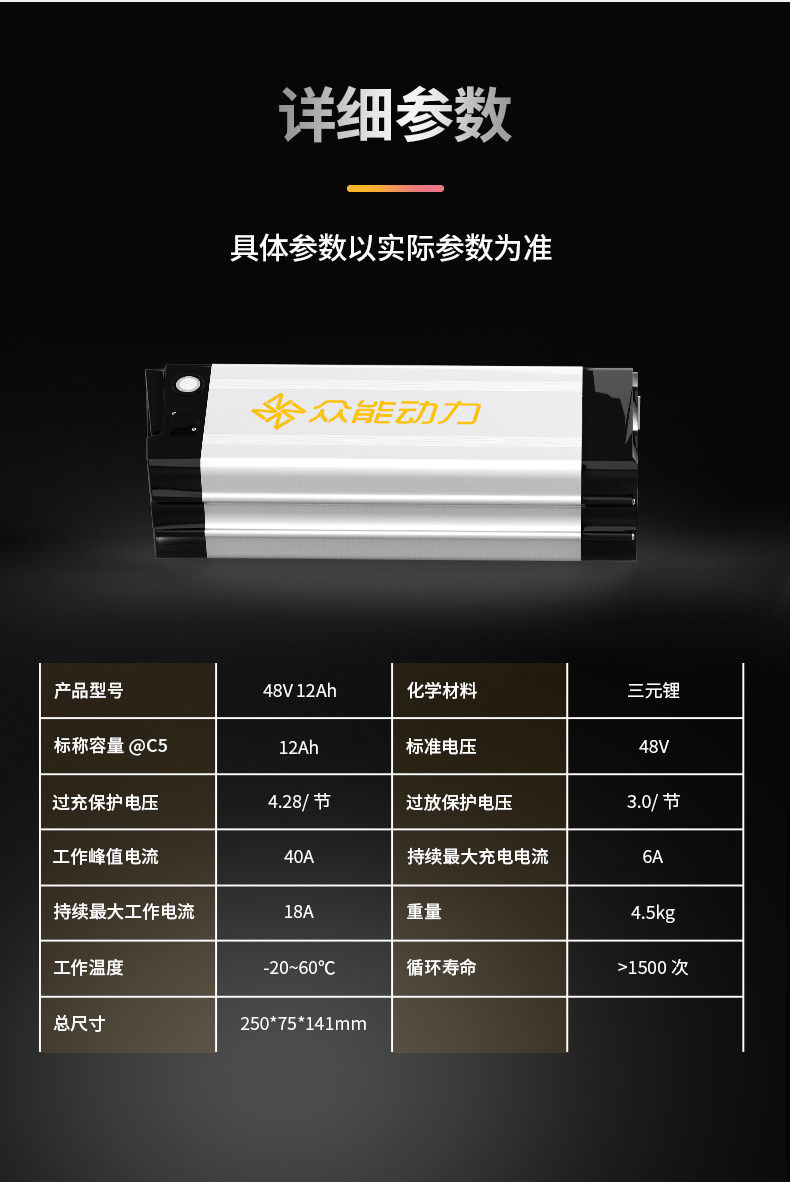 详细参数
具体参数以实际参数为准
众能动力
产品型号 48V 12Ah 化学材料 三元锂
标称容量 @C5 12Ah 标准电压 48V
过充保护电压 4.28/ 节 过放保护电压 3.0/ 节
工作峰值电流 40A 持续最大充电电流 6A
持续最大工作电流 18A 重量 4.5kg
工作温度 -20~60℃ 循环寿命 >1500 次
总尺寸 250*75*141mm